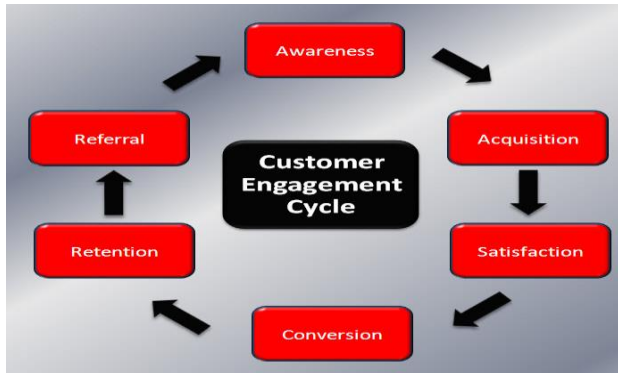 Awareness
Acquisition
Satisfaction
Conversion
Retention
Referral
Customer
Engagement
Cycle